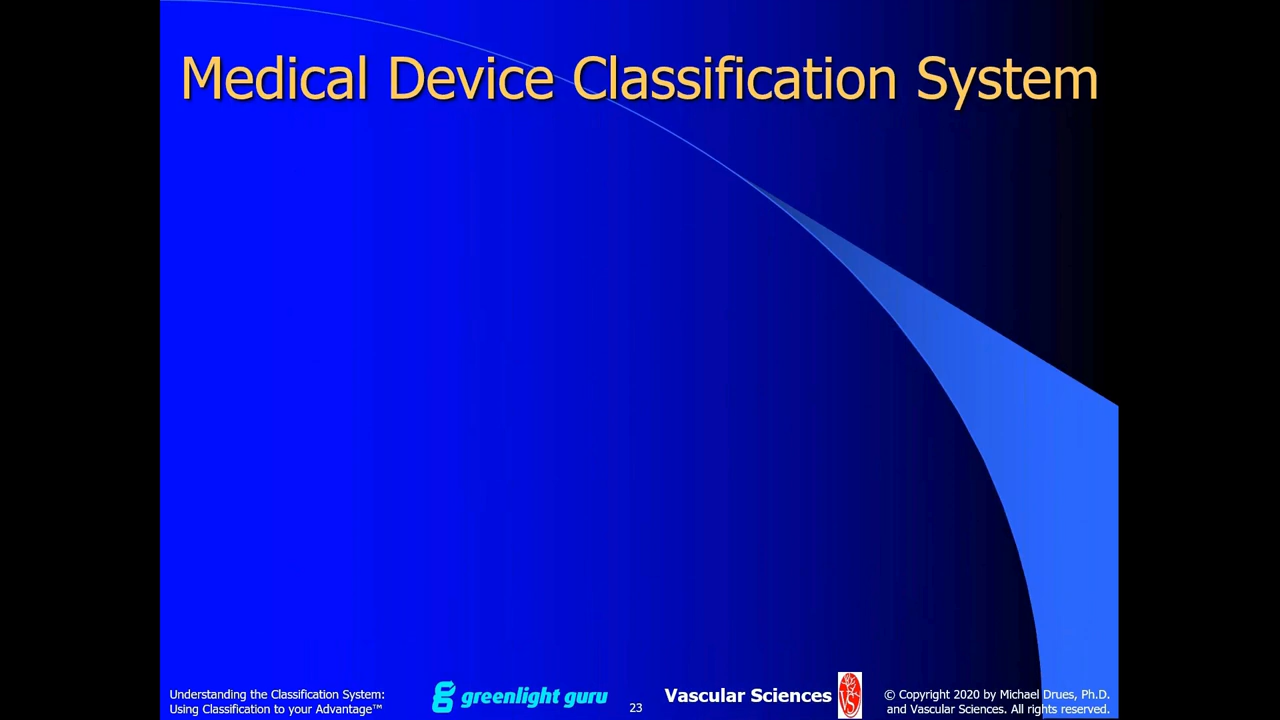 Medical Device Classification System
Understanding the Classification System:
Using Classification to your Advantage™
greenlight guru
23
Vascular Sciences
VS
© Copyright 2020 by Michael Drues, Ph.D.
and Vascular Sciences. All rights reserved.